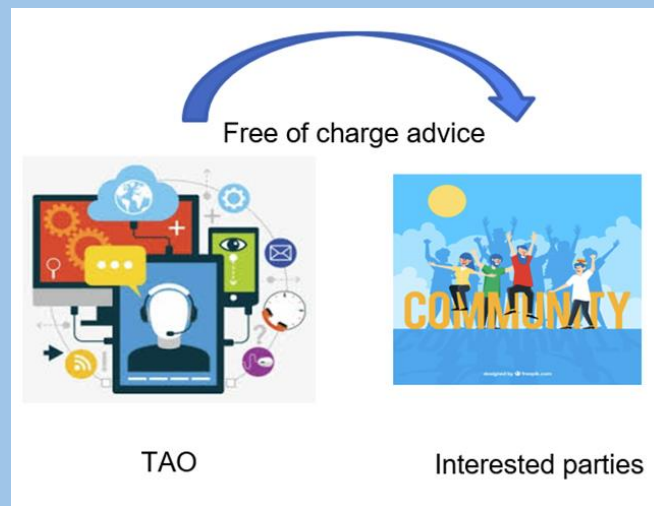 Free of charge advice
COMMUNITY
designed by freepik.com
TAO
Interested parties